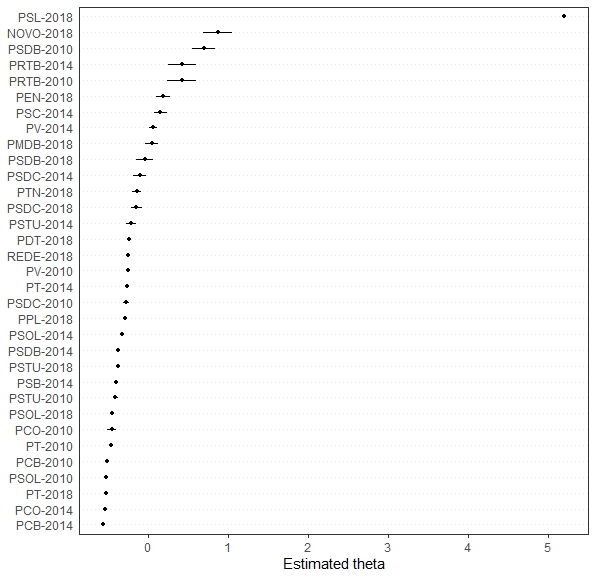 PSL-2018
NOVO-2018
PSDB-2010
PRTB-2014
PRTB-2010
PEN-2018
PSC-2014
PV-2014
PMDB-2018
PSDB-2018
PSDC-2014
PTN-2018
PSDC-2018
PSTU-2014
PDT-2018
REDE-2018
PV-2010
PT-2014
PSDC-2010
PPL-2018
PSOL-2014
PSDB-2014
PSTU-2018
PSB-2014
PSTU-2010
PSOL-2018
PCO-2010
PT-2010
PCB-2010
PSOL-2010
PT-2018
PCO-2014
PCB-2014
0 1 2 3 4 5
Estimated theta